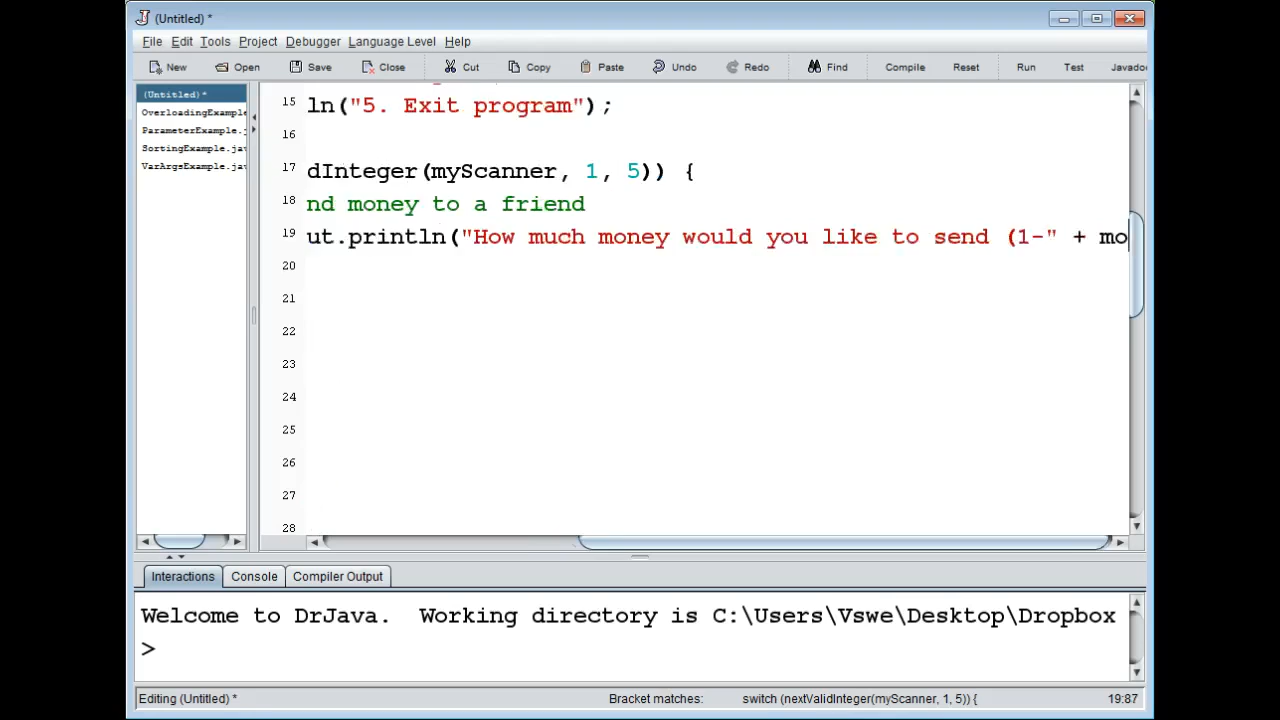 (Untitled) *
File Edit Tools Project Debugger Language Level Help
New Open Save Close Cut Copy Paste Undo Redo Find Compile Reset Run Test Javado
(Untitled) *
OverloadingExample
ParameterExample.j
SortingExample.jav
VarArgsExample.jav
15 ln("5. Exit program");
16
17 dInteger(myScanner, 1, 5)) {
18 nd money to a friend
19 ut.println("How much money would you like to send (1-" + mo
20
21
22
23
24
25
26
27
28
Interactions Console Compiler Output
Welcome to DrJava.  Working directory is C:\Users\Vswe\Desktop\Dropbox
>
Editing (Untitled) * Bracket matches: switch (nextValidInteger(myScanner, 1, 5)) { 19:87